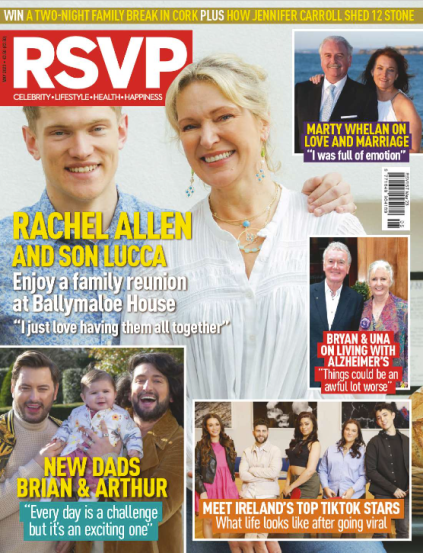 WIN A TWO-NIGHT FAMILY BREAK IN CORK PLUS HOW JENNIFER CARROLL SHED 12 STONE
RSVP
CELEBRITY • LIFESTYLE • HEALTH • HAPPINESS
MARTY WHELAN ON
LOVE AND MARRIAGE
"I was full of emotion"
RACHEL ALLEN
AND SON LUCCA
Enjoy a family reunion
at Ballymaloe House
"I just love having them all together"
BRYAN & UNA
ON LIVING WITH
ALZHEIMER'S
"Things could be an
awful lot worse"
NEW DADS
BRIAN & ARTHUR
"Every day is a challenge
but it's an exciting one"
MEET IRELAND'S TOP TIKTOK STARS
What life looks like after going viral